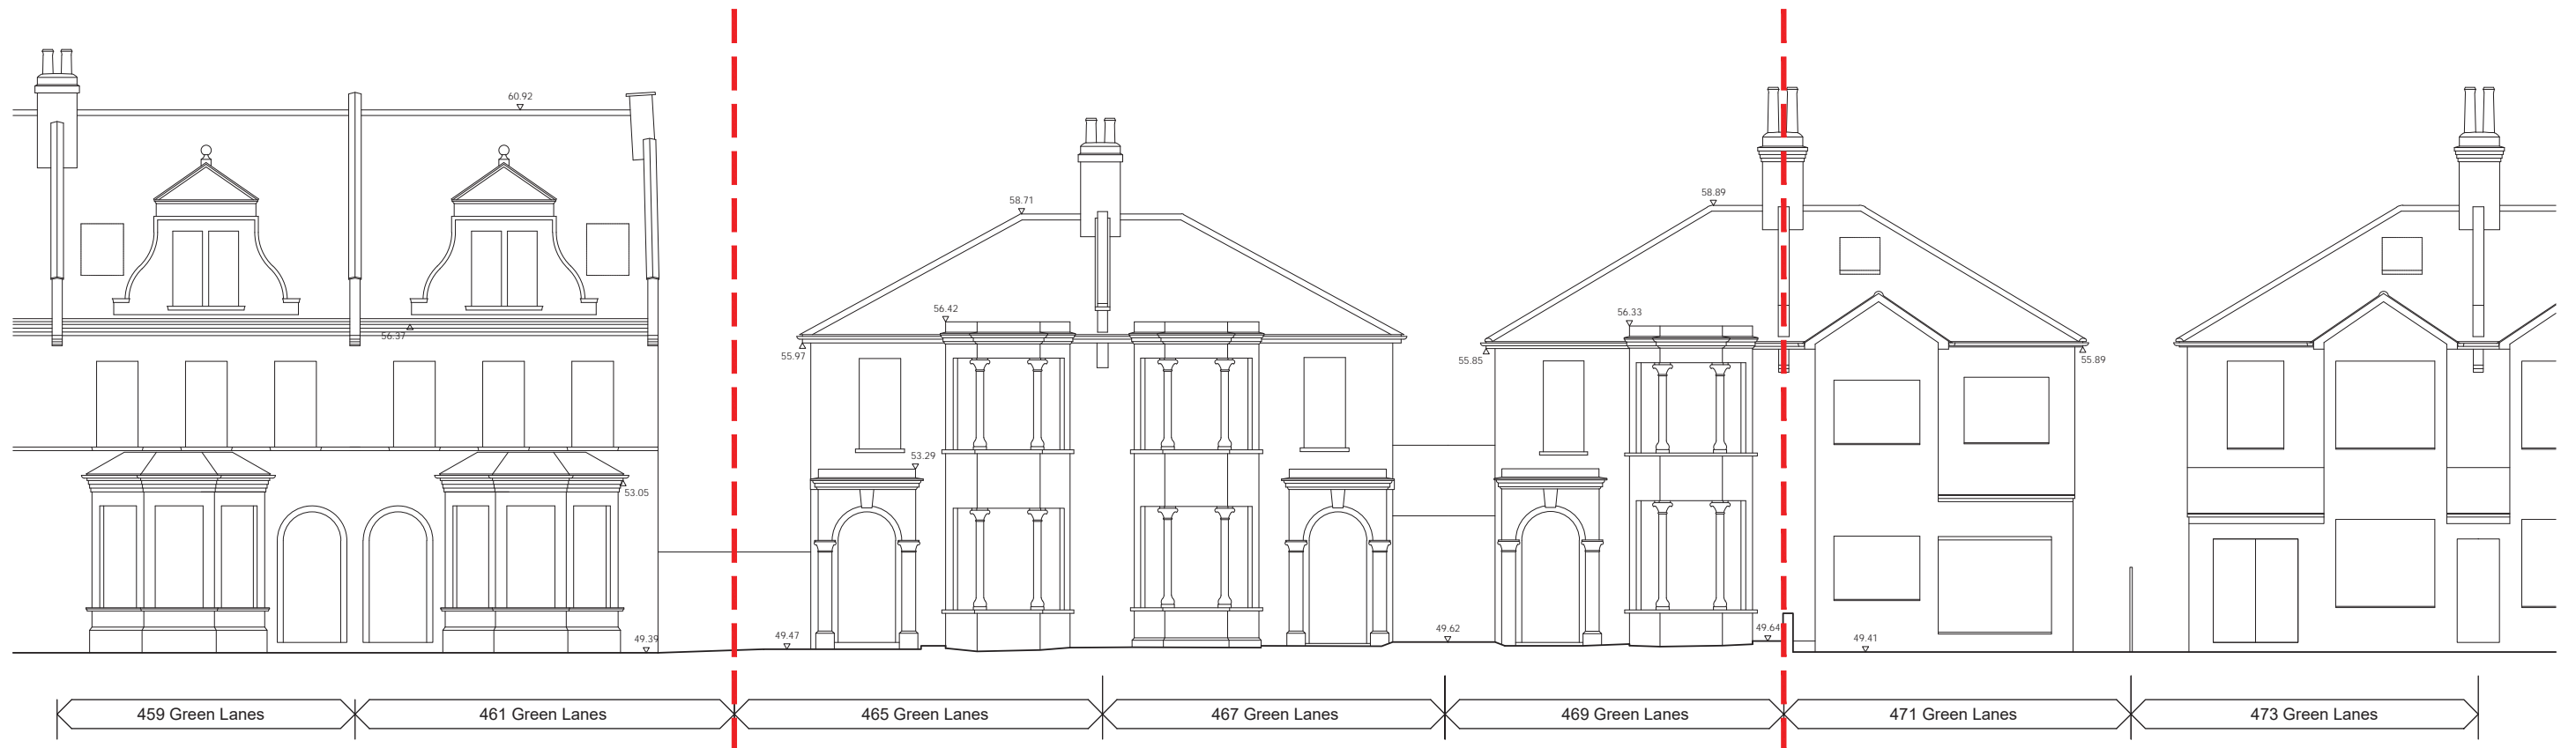 60.92
58.71
58.89
56.42
56.33
56.37
55.97
55.85
55.89
53.29
53.05
49.39
49.47
49.62
49.64
49.41
459 Green Lanes
461 Green Lanes
465 Green Lanes
467 Green Lanes
469 Green Lanes
471 Green Lanes
473 Green Lanes